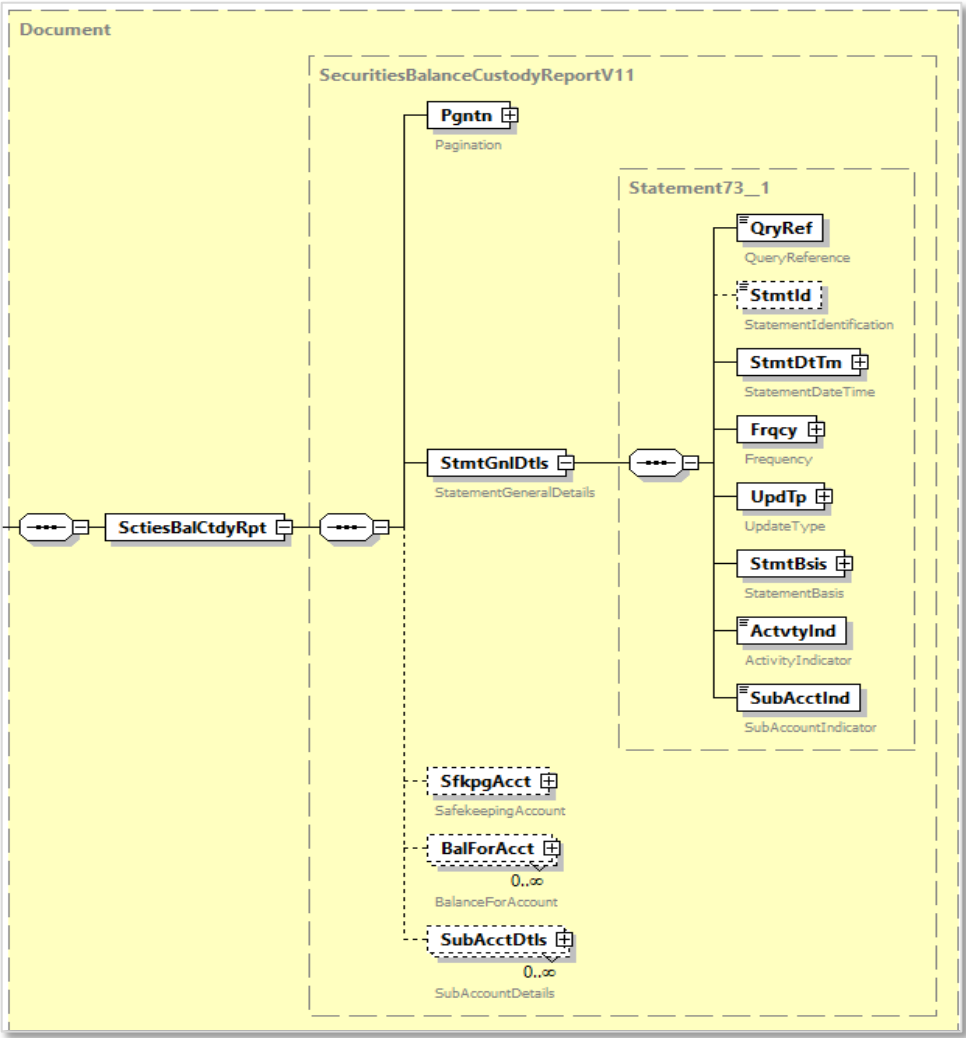 Document
SecuritiesBalanceCustodyReportV11
Pgntn
Pagination
Statement73__1
QryRef
QueryReference
StmtId
StatementIdentification
StmtDtTm
StatementDateTime
Frqcy
Frequency
StmtGnlDtls
StatementGeneralDetails
UpdTp
UpdateType
SctiesBalCtdyRpt
StmtBsis
StatementBasis
ActvtyInd
ActivityIndicator
SubAcctInd
SubAccountIndicator
SfkpgAcct
SafekeepingAccount
BalForAcct
0..∞
BalanceForAccount
SubAcctDtls
0..∞
SubAccountDetails